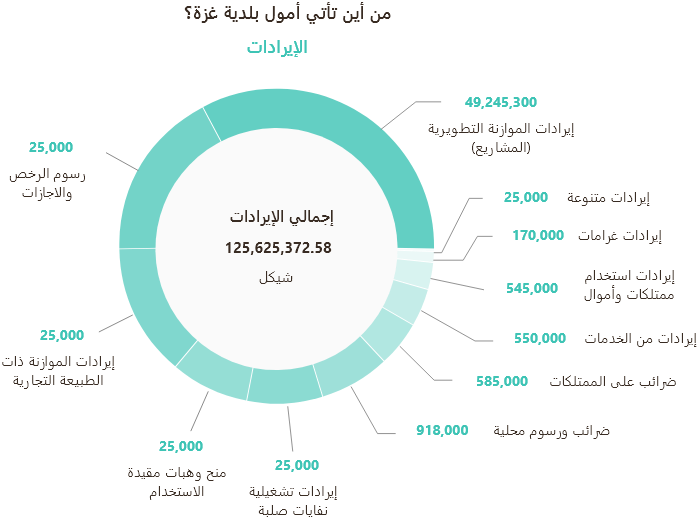 من أين تأتي أمول بلدية غزة؟
الإيرادات
49,245,300
إيرادات الموازنة التطويرية
(المشاريع)
إيرادات متنوعة 25,000
إيرادات غرامات 170,000
إيرادات استخدام
ممتلكات وأموال
545,000
إيرادات من الخدمات 550,000
ضرائب على الممتلكات 585,000
ضرائب ورسوم محلية 918,000
25,000
إيرادات تشغيلية
نفايات صلبة
25,000
منح وهبات مقيدة
الاستخدام
25,000
إيرادات الموازنة ذات
الطبيعة التجارية
25,000
رسوم الرخص
والاجازات
إجمالي الإيرادات
125,625,372.58
شيكل